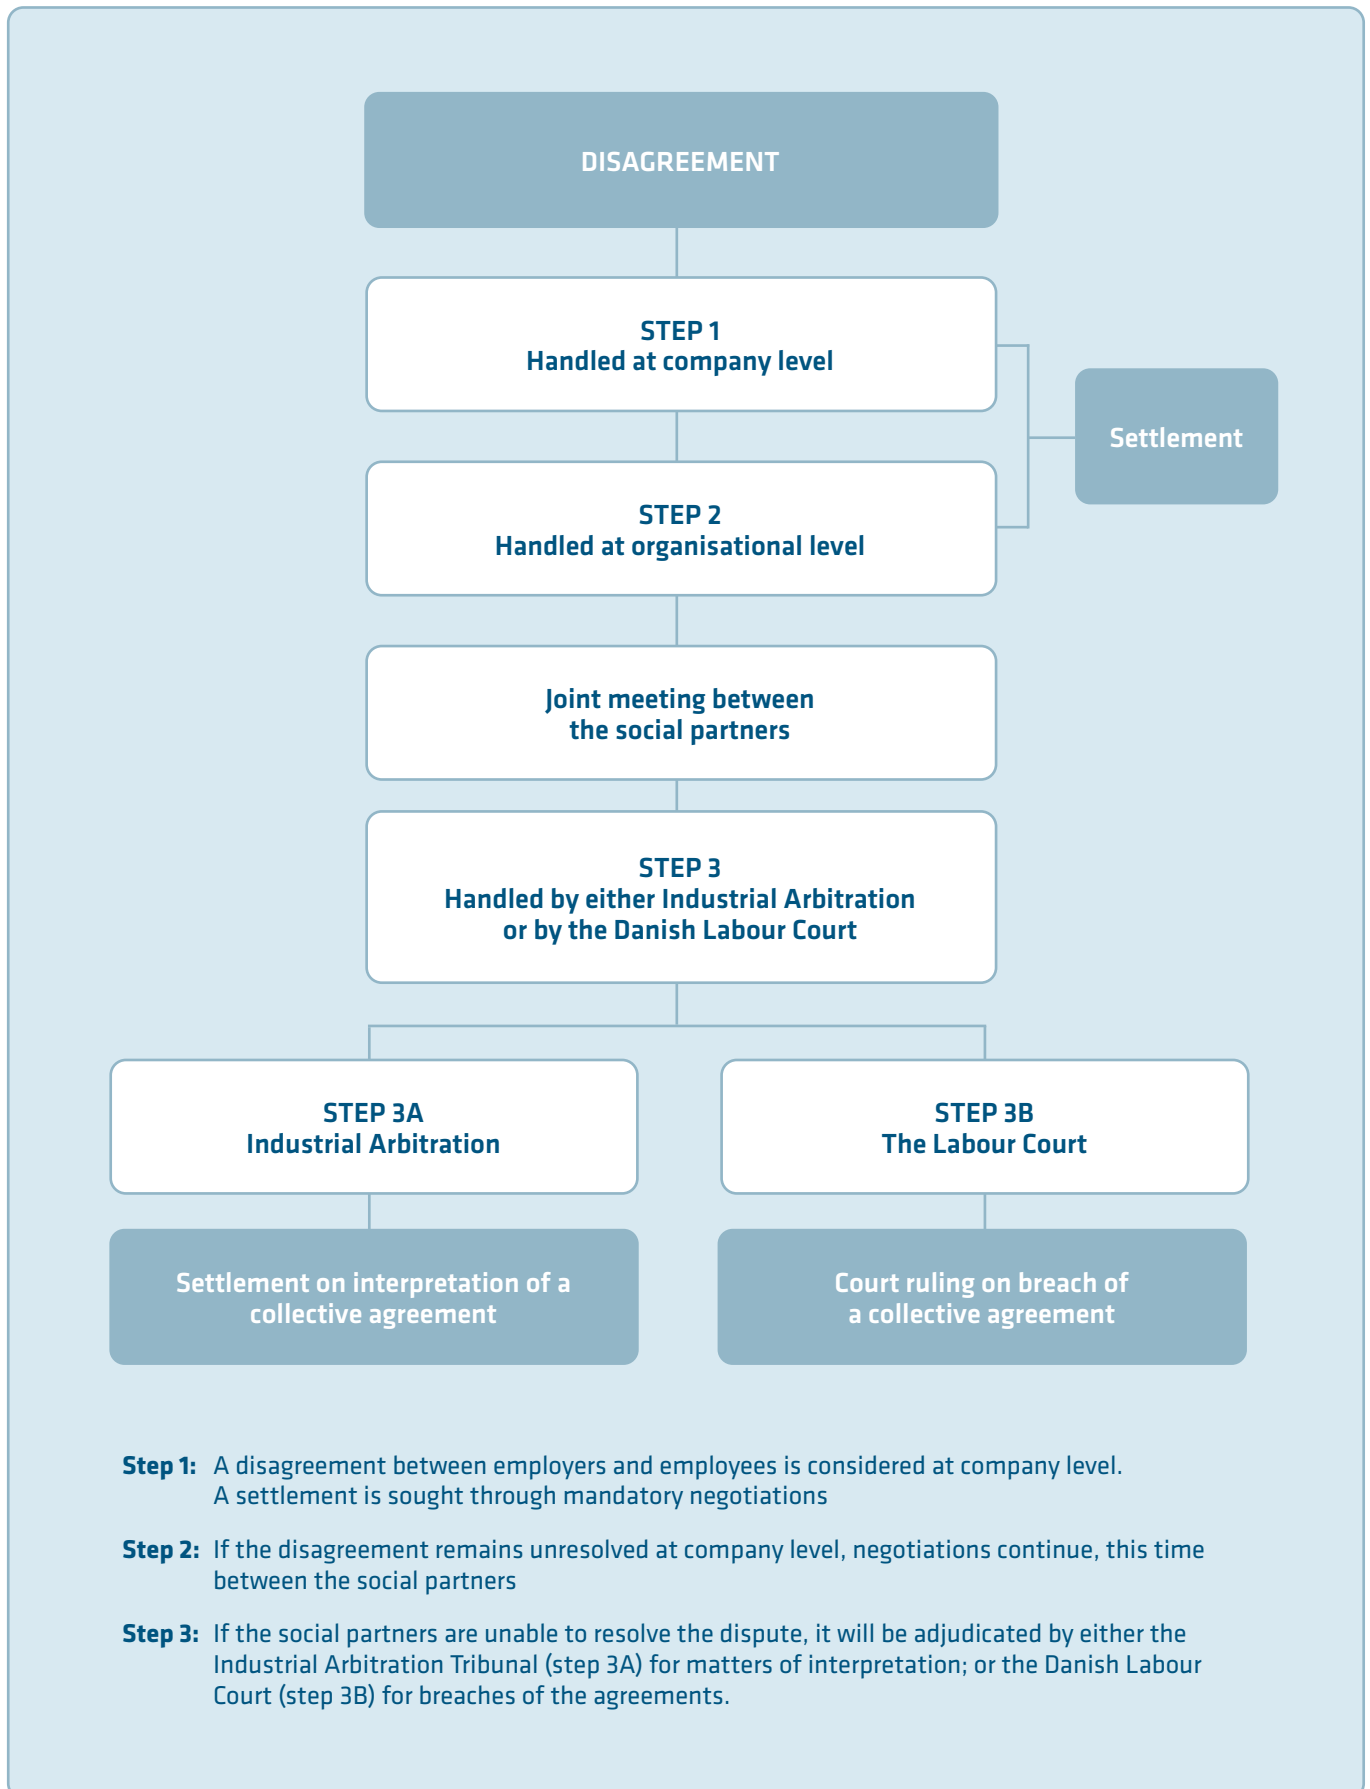 DISAGREEMENT
STEP 1
Handled at company level
Settlement
STEP 2
Handled at organisational level
Joint meeting between
the social partners
STEP 3
Handled by either Industrial Arbitration
or by the Danish Labour Court
STEP 3A
Industrial Arbitration
STEP 3B
The Labour Court
Settlement on interpretation of a
collective agreement
Court ruling on breach of
a collective agreement
Step 1: A disagreement between employers and employees is considered at company level.
A settlement is sought through mandatory negotiations
Step 2: If the disagreement remains unresolved at company level, negotiations continue, this time
between the social partners
Step 3: If the social partners are unable to resolve the dispute, it will be adjudicated by either the
Industrial Arbitration Tribunal (step 3A) for matters of interpretation; or the Danish Labour
Court (step 3B) for breaches of the agreements.